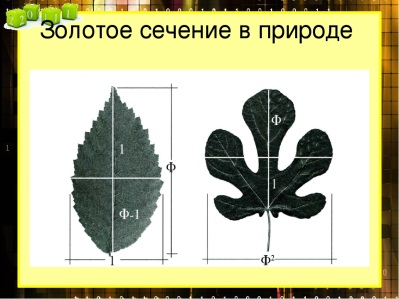 Золотое сечение в природе
1
Ф
Ф-1
1
Ф
1
Ф²